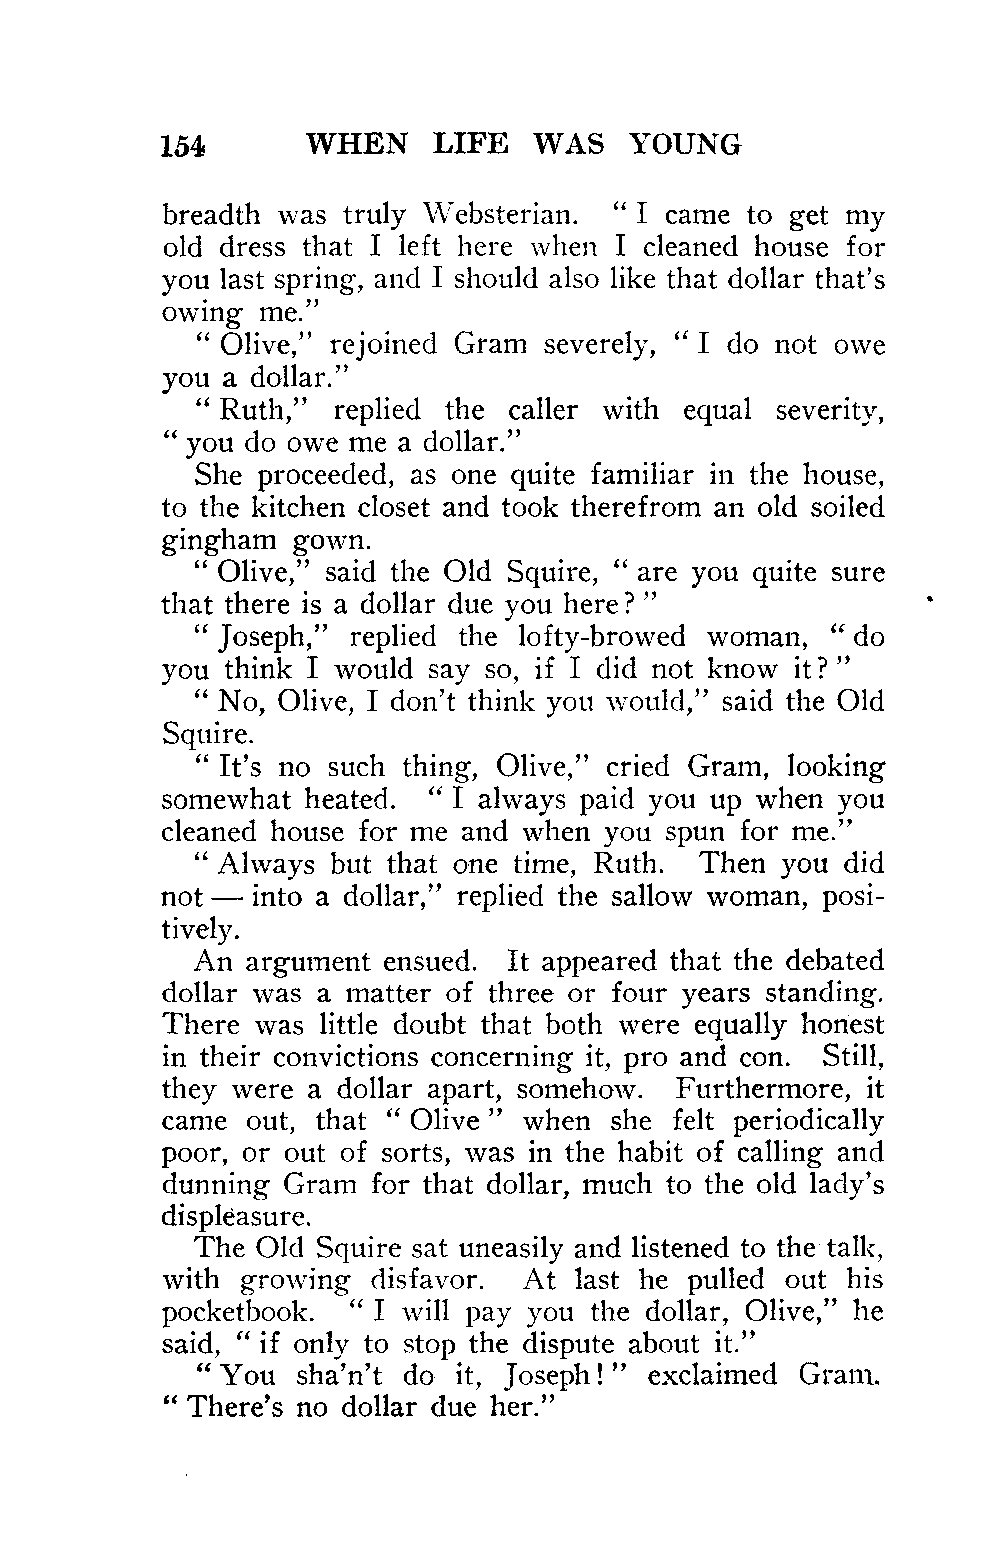 154 WHEN LIFE WAS YOUNG
breadth was truly Websterian. “ I came to get my
old dress that I left here when I cleaned house for
you last spring, and I should also like that dollar that’s
owing me.”
“ Olive,” rejoined Gram severely, “ I do not owe
you a dollar.”
“ Ruth,” replied the caller with equal severity,
“ you do owe me a dollar.”
She proceeded, as one quite familiar in the house,
to the kitchen closet and took therefrom an old soiled
gingham gown.
“ Olive,” said the Old Squire, “ are you quite sure
that there is a dollar due you here? ”
“ Joseph,” replied the lofty-browed woman, “ do
you think I would say so, if I did not know it? ”
“ No, Olive, I don’t think you would,” said the Old
Squire.
“ It’s no such thing, Olive,” cried Gram, looking
somewhat heated. “ I always paid you up when you
cleaned house for me and when you spun for me.”
“ Always but that one time, Ruth. Then you did
not — into a dollar,” replied the sallow woman, posi-
tively.
An argument ensued. It appeared that the debated
dollar was a matter of three or four years standing.
There was little doubt that both were equally honest
in their convictions concerning it, pro and con. Still,
they were a dollar apart, somehow. Furthermore, it
came out, that “ Olive ” when she felt periodically
poor, or out of sorts, was in the habit of calling and
dunning Gram for that dollar, much to the old lady’s
displeasure.
The Old Squire sat uneasily and listened to the talk,
with growing disfavor. At last he pulled out his
pocketbook. “ I will pay you the dollar, Olive,” he
said, “ if only to stop the dispute about it.”
“ You sha’n’t do it, Joseph! ” exclaimed Gram.
“ There’s no dollar due her.”